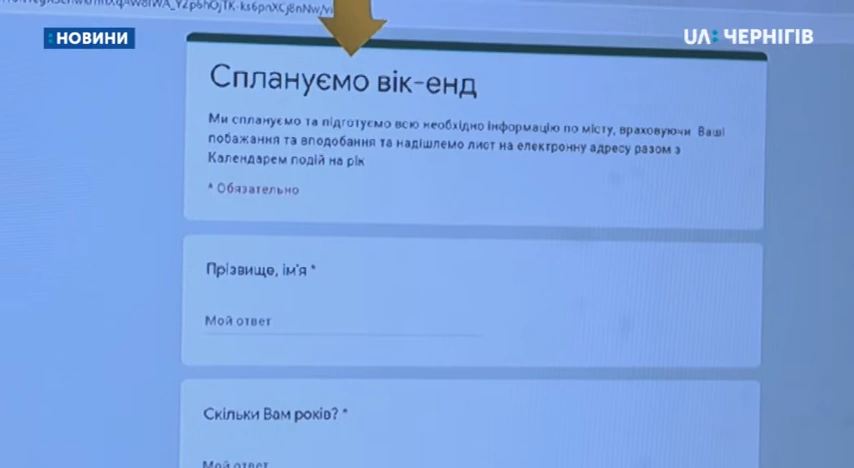 НОВИНИ
UA: ЧЕРНІГІВ
Сплануємо вік-енд
Ми сплануємо та підготуємо всю необхідно інформацію по місту, враховуючи Ваші
побажання та вподобання та надішлемо лист на електронну адресу разом з
Календарем подій на рік
* Обязательно
Прізвище, ім'я *
Мой ответ
Скільки Вам років? *
Мой ответ